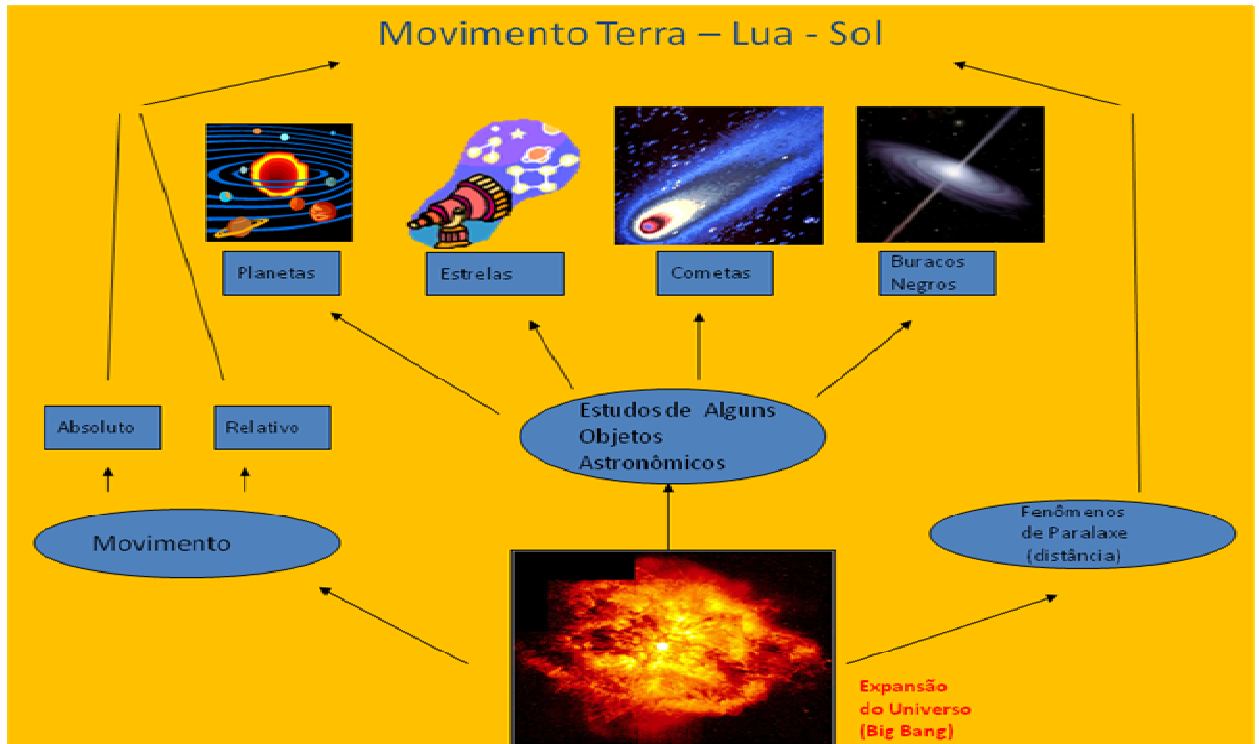 Movimento Terra – Lua - Sol
Planetas
Estrelas
Cometas
Buracos
Negros
Absoluto
Relativo
Estudos de Alguns
Objetos
Astronômicos
Movimento
Fenômenos
de Paralaxe
(distância)
Expansão
do Universo
(Big Bang)